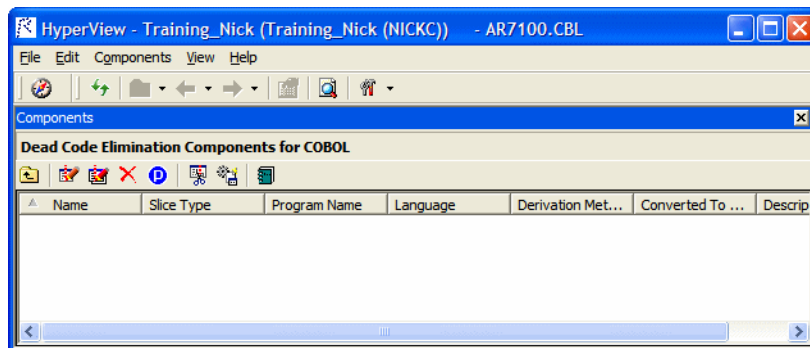 HyperView - Training_Nick (Training_Nick (NICKC)) - AR7100.CBL
File Edit Components View Help
Components
Dead Code Elimination Components for COBOL
Name Slice Type Program Name Language Derivation Met... Converted To ... Descrip